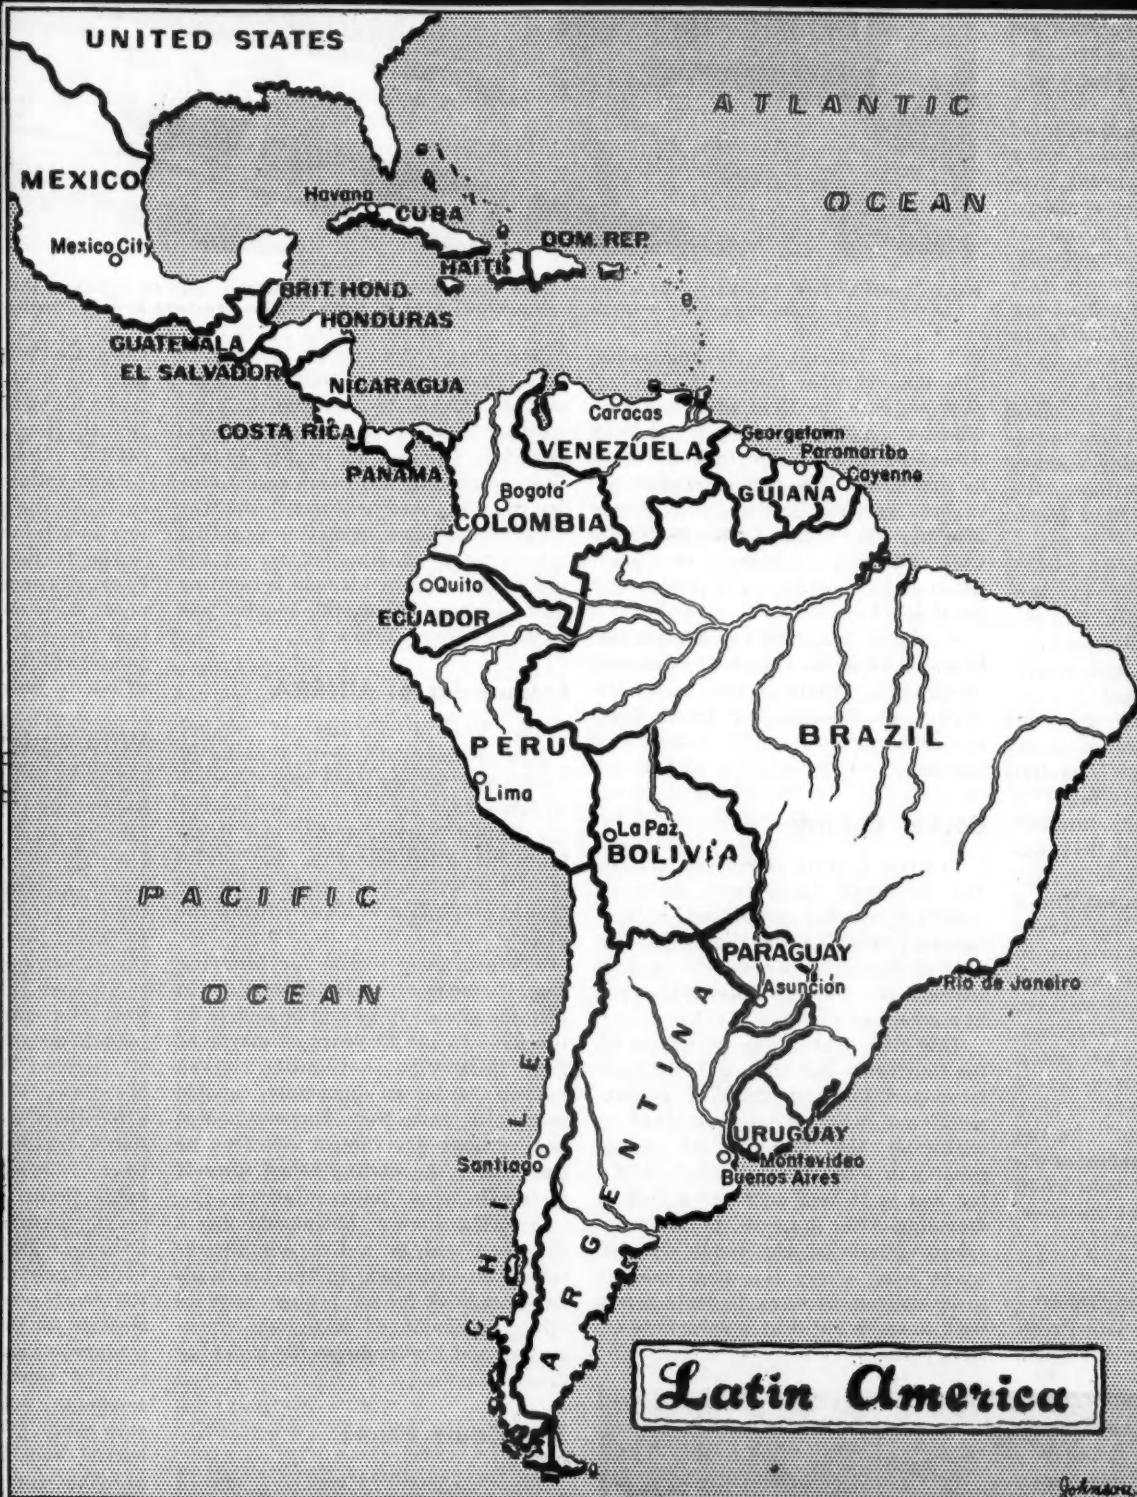 UNITED STATES
ATLANTIC
OCEAN
MEXICO
Havana
CUBA
Mexico City
DOM. REP.
HAITI
BRIT. HOND.
HONDURAS
GUATEMALA
EL SALVADOR
NICARAGUA
Caracas
COSTA RICA
Georgetown
VENEZUELA
Paramaribo
PANAMA
Cayenne
Bogotá
GUIANA
COLOMBIA
Quito
ECUADOR
PERU
BRAZIL
Lima
La Paz
BOLIVIA
PACIFIC
OCEAN
PARAGUAY
Asunción
Rio de Janeiro
CHILE
ARGENTINA
URUGUAY
Santiago
Montevideo
Buenos Aires
Latin America
Johnson